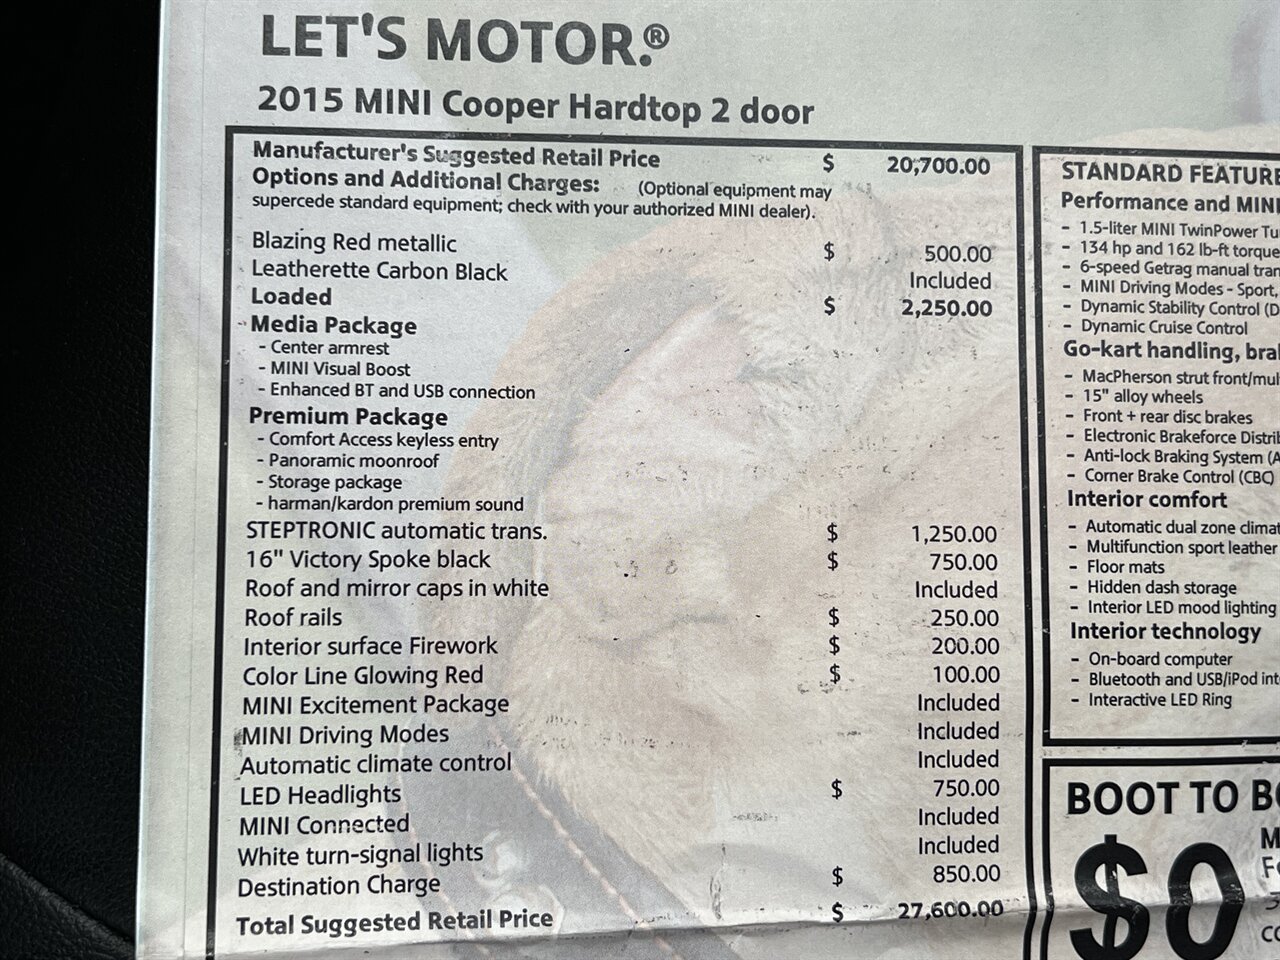 LET'S MOTOR.®
2015 MINI Cooper Hardtop 2 door
Manufacturer's Suggested Retail Price $ 20,700.00
Options and Additional Charges: (Optional equipment may
supercede standard equipment; check with your authorized MINI dealer).
Blazing Red metallic $ 500.00
Leatherette Carbon Black Included
Loaded $ 2,250.00
Media Package
- Center armrest
- MINI Visual Boost
- Enhanced BT and USB connection
Premium Package
- Comfort Access keyless entry
- Panoramic moonroof
- Storage package
- harman/kardon premium sound
STEPTRONIC automatic trans. $ 1,250.00
16" Victory Spoke black $ 750.00
Roof and mirror caps in white Included
Roof rails $ 250.00
Interior surface Firework $ 200.00
Color Line Glowing Red $ 100.00
MINI Excitement Package Included
MINI Driving Modes Included
Automatic climate control Included
LED Headlights $ 750.00
MINI Connected Included
White turn-signal lights Included
Destination Charge $ 850.00
Total Suggested Retail Price $ 27,600.00
STANDARD FEATURE
Performance and MINI
- 1.5-liter MINI TwinPower Tu
- 134 hp and 162 lb-ft torque
- 6-speed Getrag manual tran
- MINI Driving Modes - Sport,
- Dynamic Stability Control (D
- Dynamic Cruise Control
Go-kart handling, bra
- MacPherson strut front/mul
- 15" alloy wheels
- Front + rear disc brakes
- Electronic Brakeforce Distrib
- Anti-lock Braking System (A
- Corner Brake Control (CBC)
Interior comfort
- Automatic dual zone climat
- Multifunction sport leather
- Floor mats
- Hidden dash storage
- Interior LED mood lighting
Interior technology
- On-board computer
- Bluetooth and USB/iPod int
- Interactive LED Ring
BOOT TO BO
$0